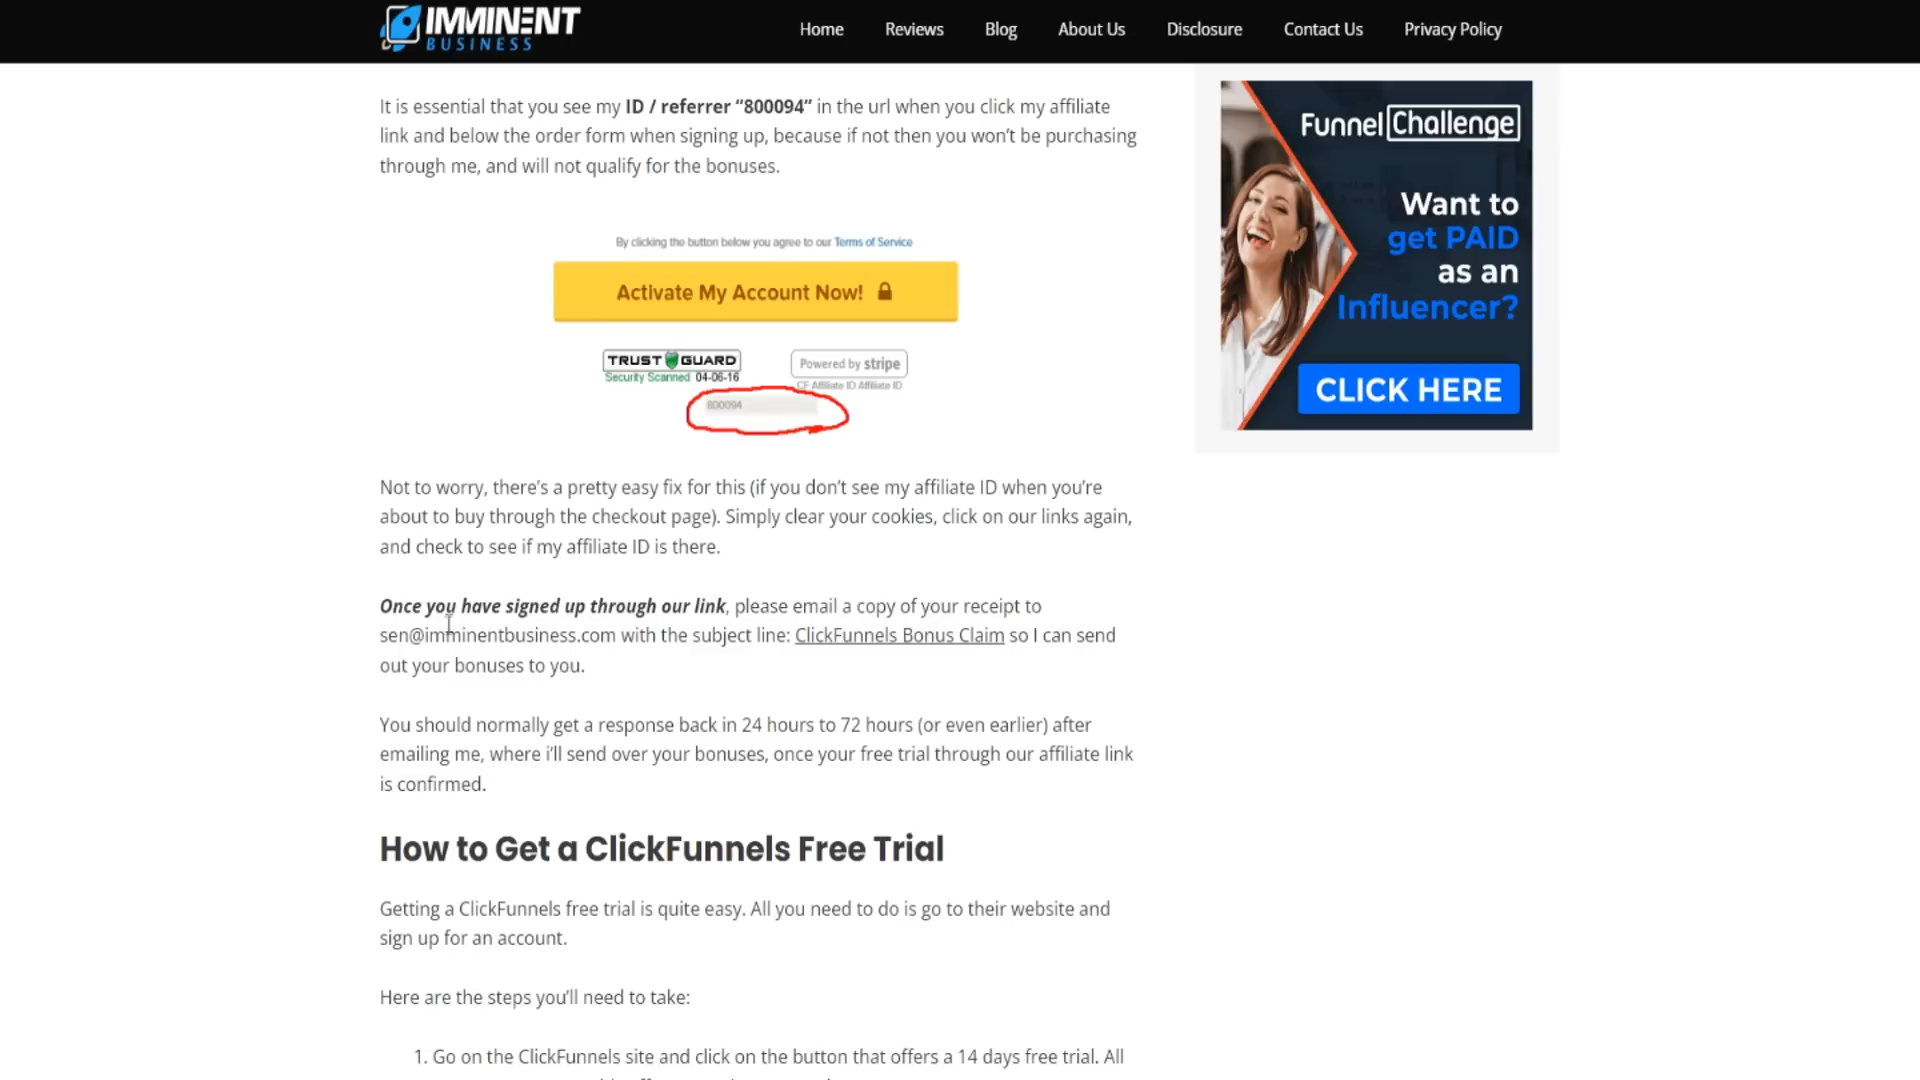 IMMINENT
BUSINESS
Home
Reviews
Blog
About Us
Disclosure
Contact Us
Privacy Policy
It is essential that you see my ID / referrer “800094” in the url when you click my affiliate
link and below the order form when signing up, because if not then you won’t be purchasing
through me, and will not qualify for the bonuses.
By clicking the button below you agree to our Terms of Service
Activate My Account Now!
TRUST GUARD
Security Scanned 04-06-16
Powered by stripe
CF Affiliate ID Affiliate ID
800094
Not to worry, there’s a pretty easy fix for this (if you don’t see my affiliate ID when you’re
about to buy through the checkout page). Simply clear your cookies, click on our links again,
and check to see if my affiliate ID is there.
Once you have signed up through our link, please email a copy of your receipt to
sen@imminentbusiness.com with the subject line: ClickFunnels Bonus Claim so I can send
out your bonuses to you.
You should normally get a response back in 24 hours to 72 hours (or even earlier) after
emailing me, where i’ll send over your bonuses, once your free trial through our affiliate link
is confirmed.
How to Get a ClickFunnels Free Trial
Getting a ClickFunnels free trial is quite easy. All you need to do is go to their website and
sign up for an account.
Here are the steps you’ll need to take:
1. Go on the ClickFunnels site and click on the button that offers a 14 days free trial. All
Funnel Challenge
Want to
get PAID
as an
Influencer?
CLICK HERE